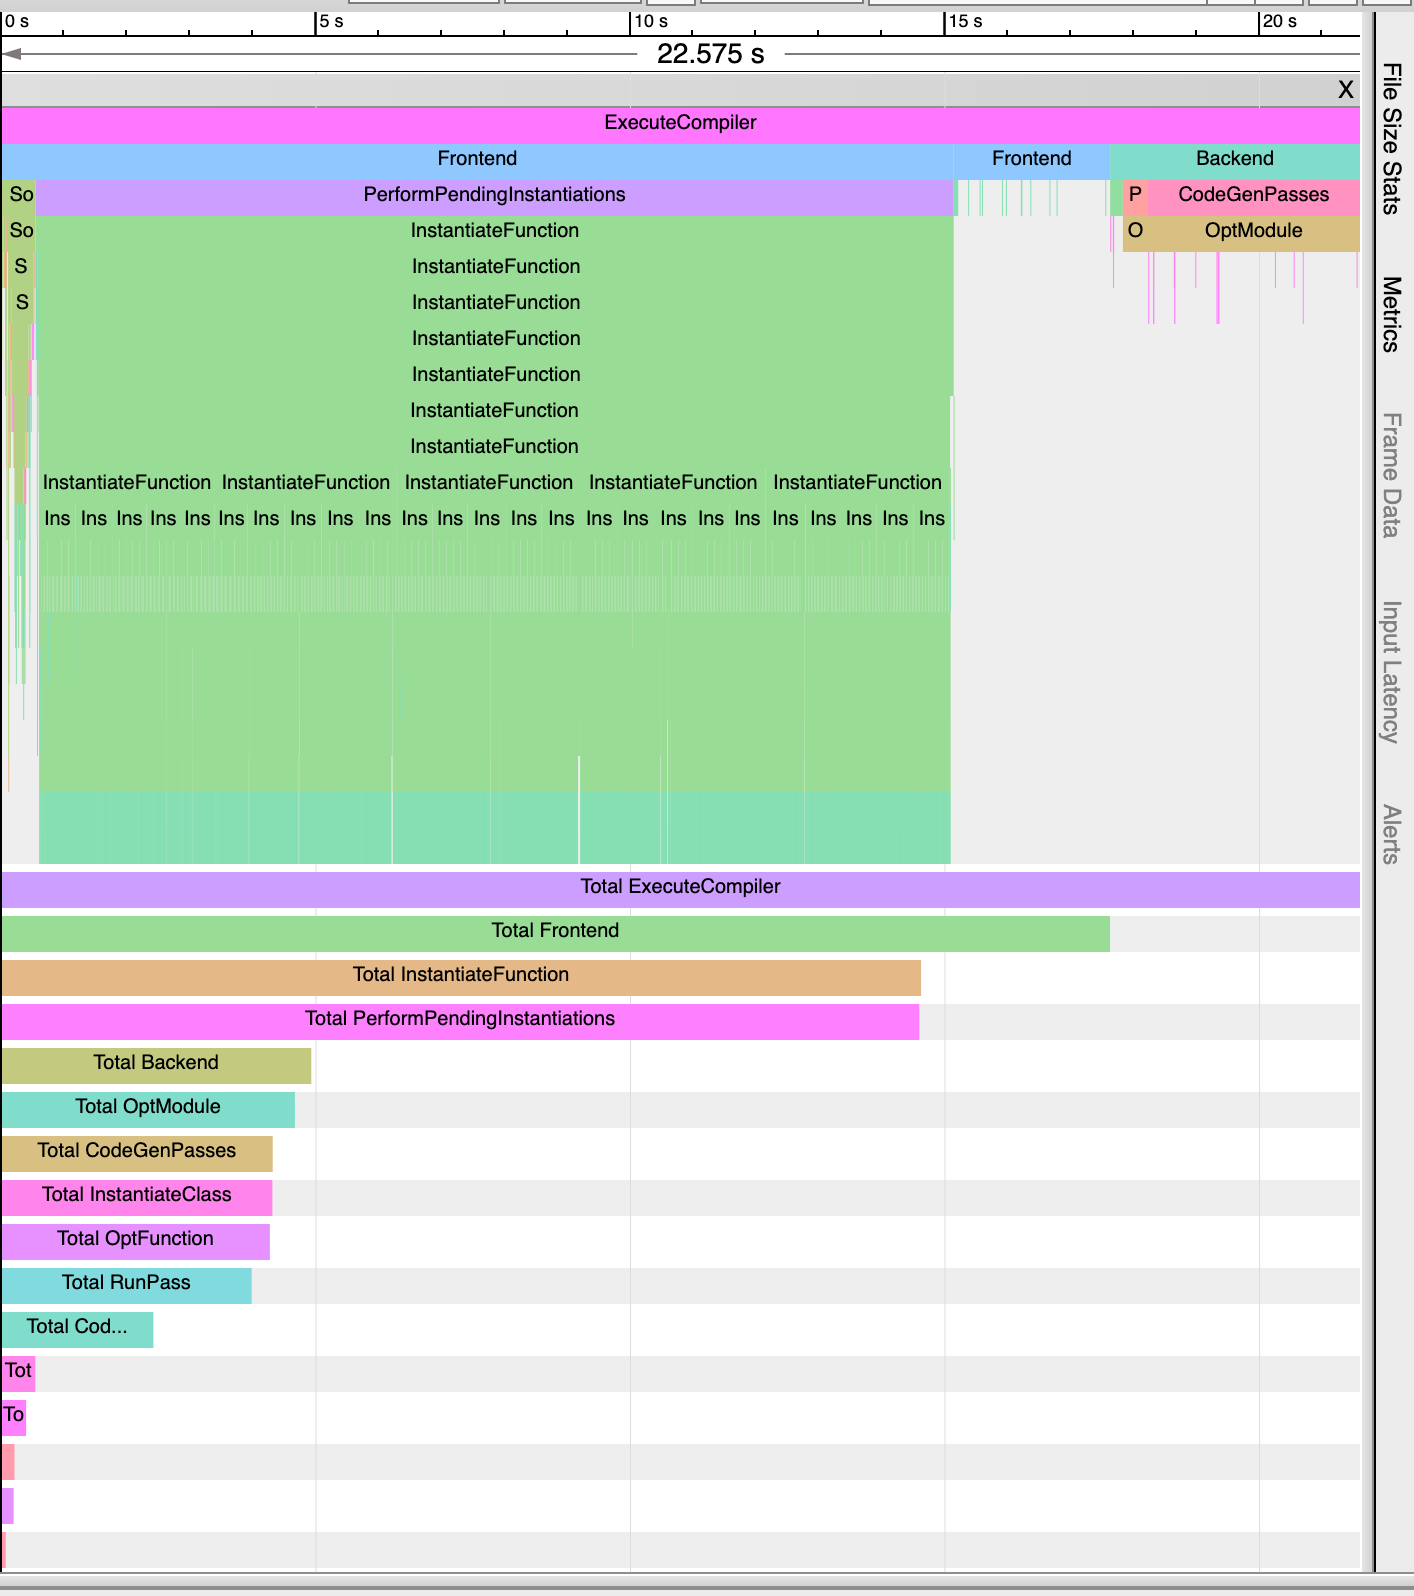 0 s 5 s 10 s 15 s 20 s
22.575 s
X
ExecuteCompiler
Frontend Frontend Backend
So PerformPendingInstantiations P CodeGenPasses
So InstantiateFunction O OptModule
S InstantiateFunction
S InstantiateFunction
InstantiateFunction
InstantiateFunction
InstantiateFunction
InstantiateFunction
InstantiateFunction InstantiateFunction InstantiateFunction InstantiateFunction InstantiateFunction
Ins Ins Ins Ins Ins Ins Ins Ins Ins Ins Ins Ins Ins Ins Ins Ins Ins Ins Ins Ins Ins Ins Ins Ins Ins
Total ExecuteCompiler
Total Frontend
Total InstantiateFunction
Total PerformPendingInstantiations
Total Backend
Total OptModule
Total CodeGenPasses
Total InstantiateClass
Total OptFunction
Total RunPass
Total Cod...
Tot
To
File Size Stats
Metrics
Frame Data
Input Latency
Alerts